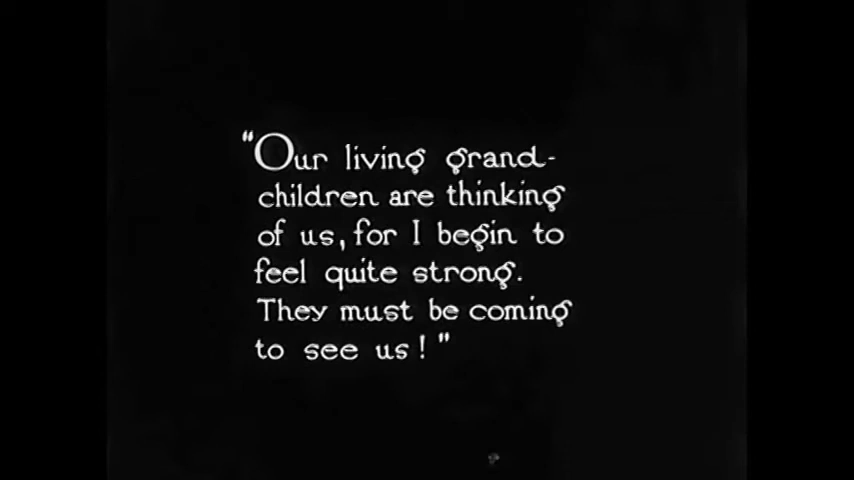 "Our living grand-
children are thinking
of us, for I begin to
feel quite strong.
They must be coming
to see us!"